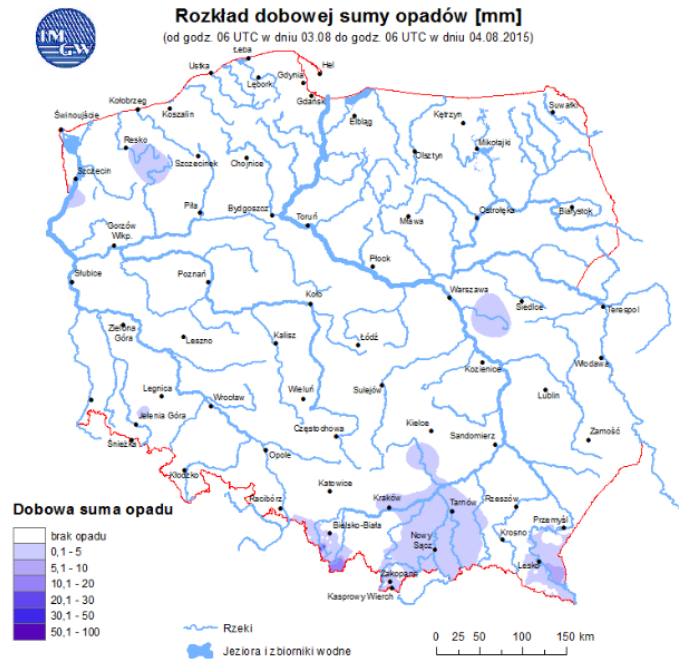 Rozkład dobowej sumy opadów [mm]
(od godz. 06 UTC w dniu 03.08 do godz. 06 UTC w dniu 04.08.2015)
IM
GW
Łeba
Hel
Ustka
Gdynia
Lębork
Gdańsk
Kołobrzeg
Koszalin
Świnoujście
Elbląg
Kętrzyn
Suwałki
Resko
Szczecinek
Chojnice
Olsztyn
Mikołajki
Szczecin
Piła
Bydgoszcz
Toruń
Mława
Ostrołęka
Białystok
Gorzów
Wlkp.
Płock
Słubice
Poznań
Koło
Warszawa
Siedlce
Terespol
Zielona
Góra
Leszno
Kalisz
Łódź
Kozienice
Włodawa
Legnica
Wrocław
Wieluń
Sulejów
Lublin
Jelenia Góra
Częstochowa
Kielce
Sandomierz
Zamość
Śnieżka
Kłodzko
Opole
Katowice
Racibórz
Kraków
Tarnów
Rzeszów
Przemyśl
Bielsko-Biała
Nowy
Sącz
Krosno
Lesko
Zakopane
Kasprowy Wierch
Dobowa suma opadu
brak opadu
0,1 - 5
5,1 - 10
10,1 - 20
20,1 - 30
30,1 - 50
50,1 - 100
Rzeki
Jeziora i zbiorniki wodne
0 25 50 100 150 km